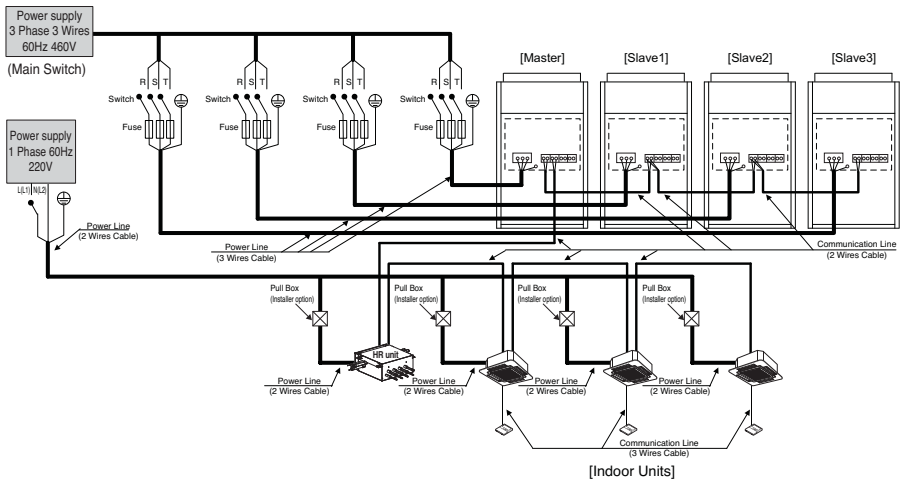 Power supply
3 Phase 3 Wires
60Hz 460V
(Main Switch)
[Master]
[Slave1]
[Slave2]
[Slave3]
R S T
R S T
R S T
R S T
Switch
Switch
Switch
Switch
Fuse
Fuse
Fuse
Fuse
Power supply
1 Phase 60Hz
220V
L(L1) N(L2)
Power Line
(2 Wires Cable)
Power Line
(3 Wires Cable)
Communication Line
(2 Wires Cable)
Pull Box
(Installer option)
Pull Box
(Installer option)
Pull Box
(Installer option)
Pull Box
(Installer option)
HR unit
Power Line
(2 Wires Cable)
Power Line
(2 Wires Cable)
Power Line
(2 Wires Cable)
Power Line
(2 Wires Cable)
Communication Line
(3 Wires Cable)
[Indoor Units]